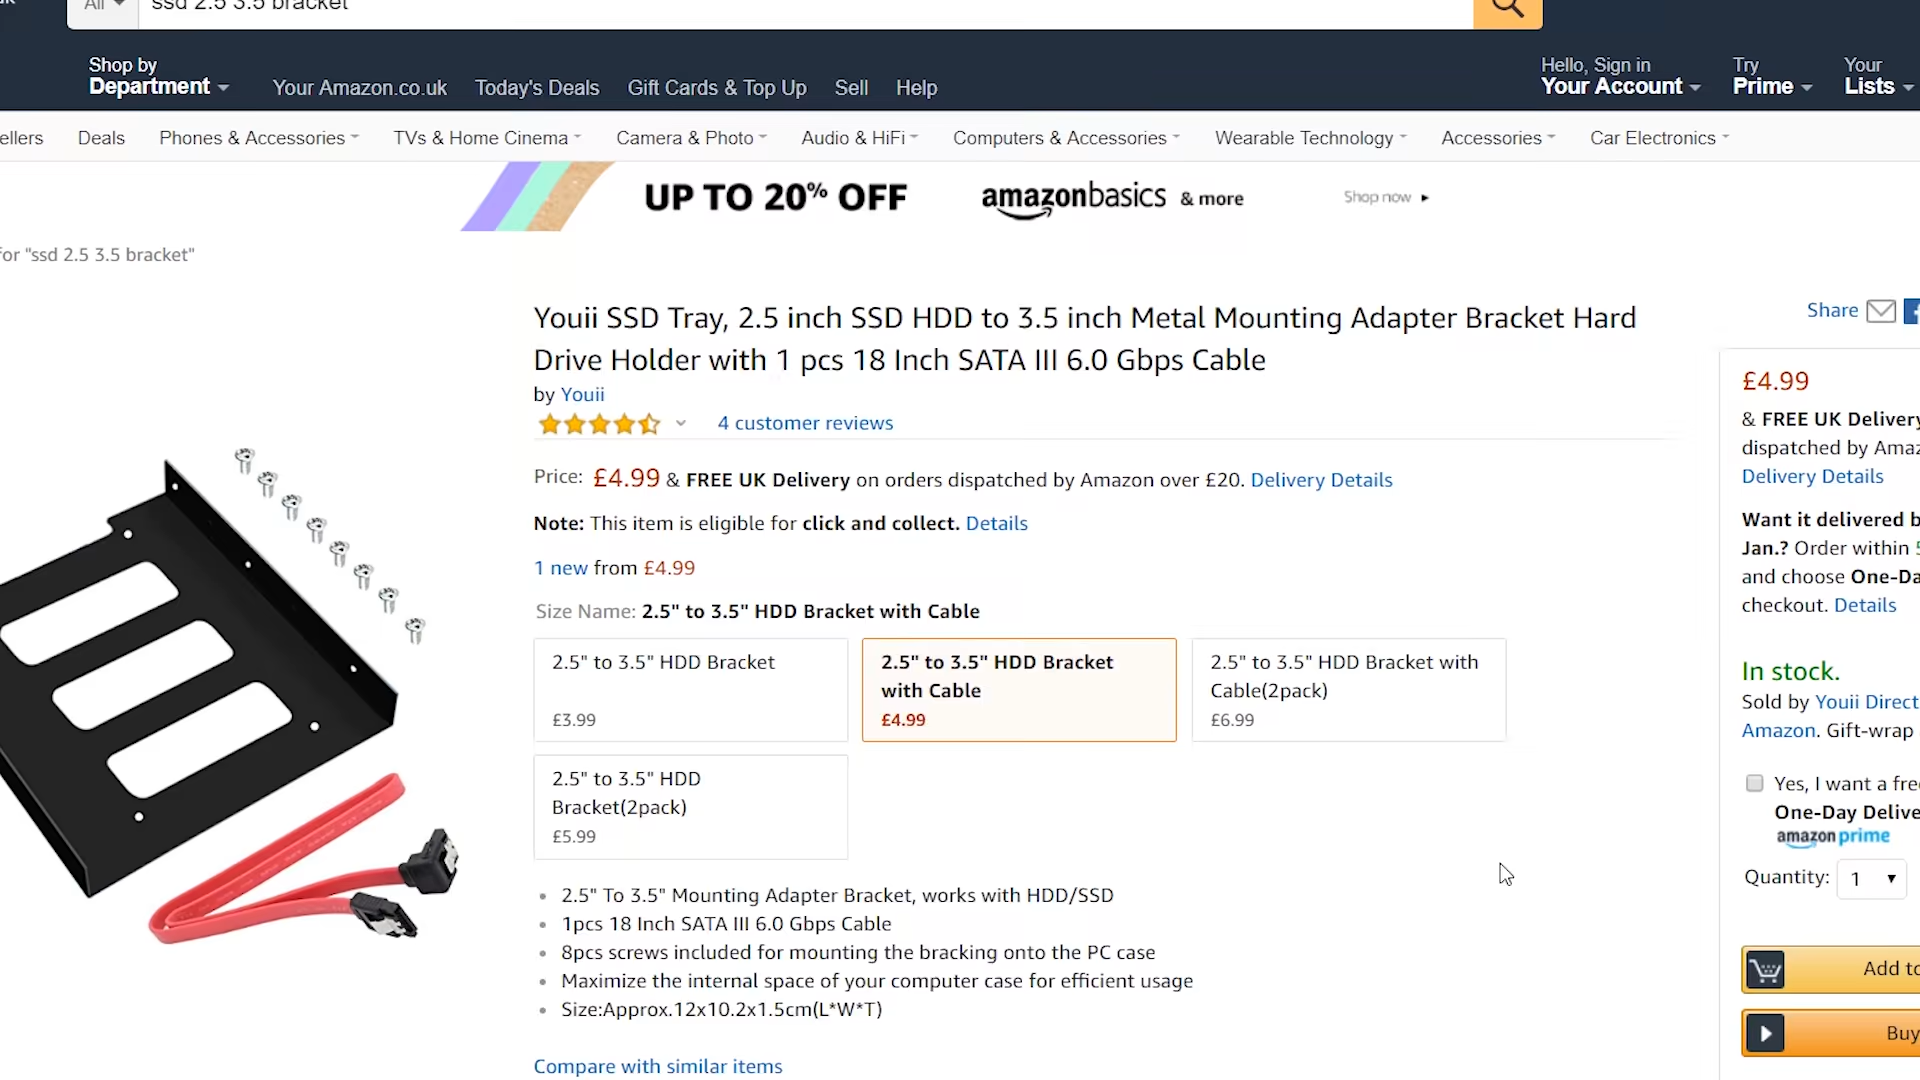 All
ssd 2.5 3.5 bracket
Shop by
Department
Your Amazon.co.uk
Today's Deals
Gift Cards & Top Up
Sell
Help
Hello, Sign in
Your Account
Try
Prime
Your
Lists
ellers
Deals
Phones & Accessories
TVs & Home Cinema
Camera & Photo
Audio & HiFi
Computers & Accessories
Wearable Technology
Accessories
Car Electronics
UP TO 20% OFF
amazonbasics & more
Shop now
for "ssd 2.5 3.5 bracket"
Youii SSD Tray, 2.5 inch SSD HDD to 3.5 inch Metal Mounting Adapter Bracket Hard
Drive Holder with 1 pcs 18 Inch SATA III 6.0 Gbps Cable
by Youii
4 customer reviews
Price: £4.99 & FREE UK Delivery on orders dispatched by Amazon over £20. Delivery Details
Note: This item is eligible for click and collect. Details
1 new from £4.99
Size Name: 2.5" to 3.5" HDD Bracket with Cable
2.5" to 3.5" HDD Bracket
£3.99
2.5" to 3.5" HDD Bracket
with Cable
£4.99
2.5" to 3.5" HDD Bracket with
Cable(2pack)
£6.99
2.5" to 3.5" HDD
Bracket(2pack)
£5.99
2.5" To 3.5" Mounting Adapter Bracket, works with HDD/SSD
1pcs 18 Inch SATA III 6.0 Gbps Cable
8pcs screws included for mounting the bracking onto the PC case
Maximize the internal space of your computer case for efficient usage
Size:Approx.12x10.2x1.5cm(L*W*T)
Compare with similar items
Share
£4.99
& FREE UK Delivery
dispatched by Amaz
Delivery Details
Want it delivered b
Jan.? Order within 5
and choose One-Da
checkout. Details
In stock.
Sold by Youii Direct
Amazon. Gift-wrap
Yes, I want a free
One-Day Delive
amazon prime
Quantity: 1
Add to
Buy